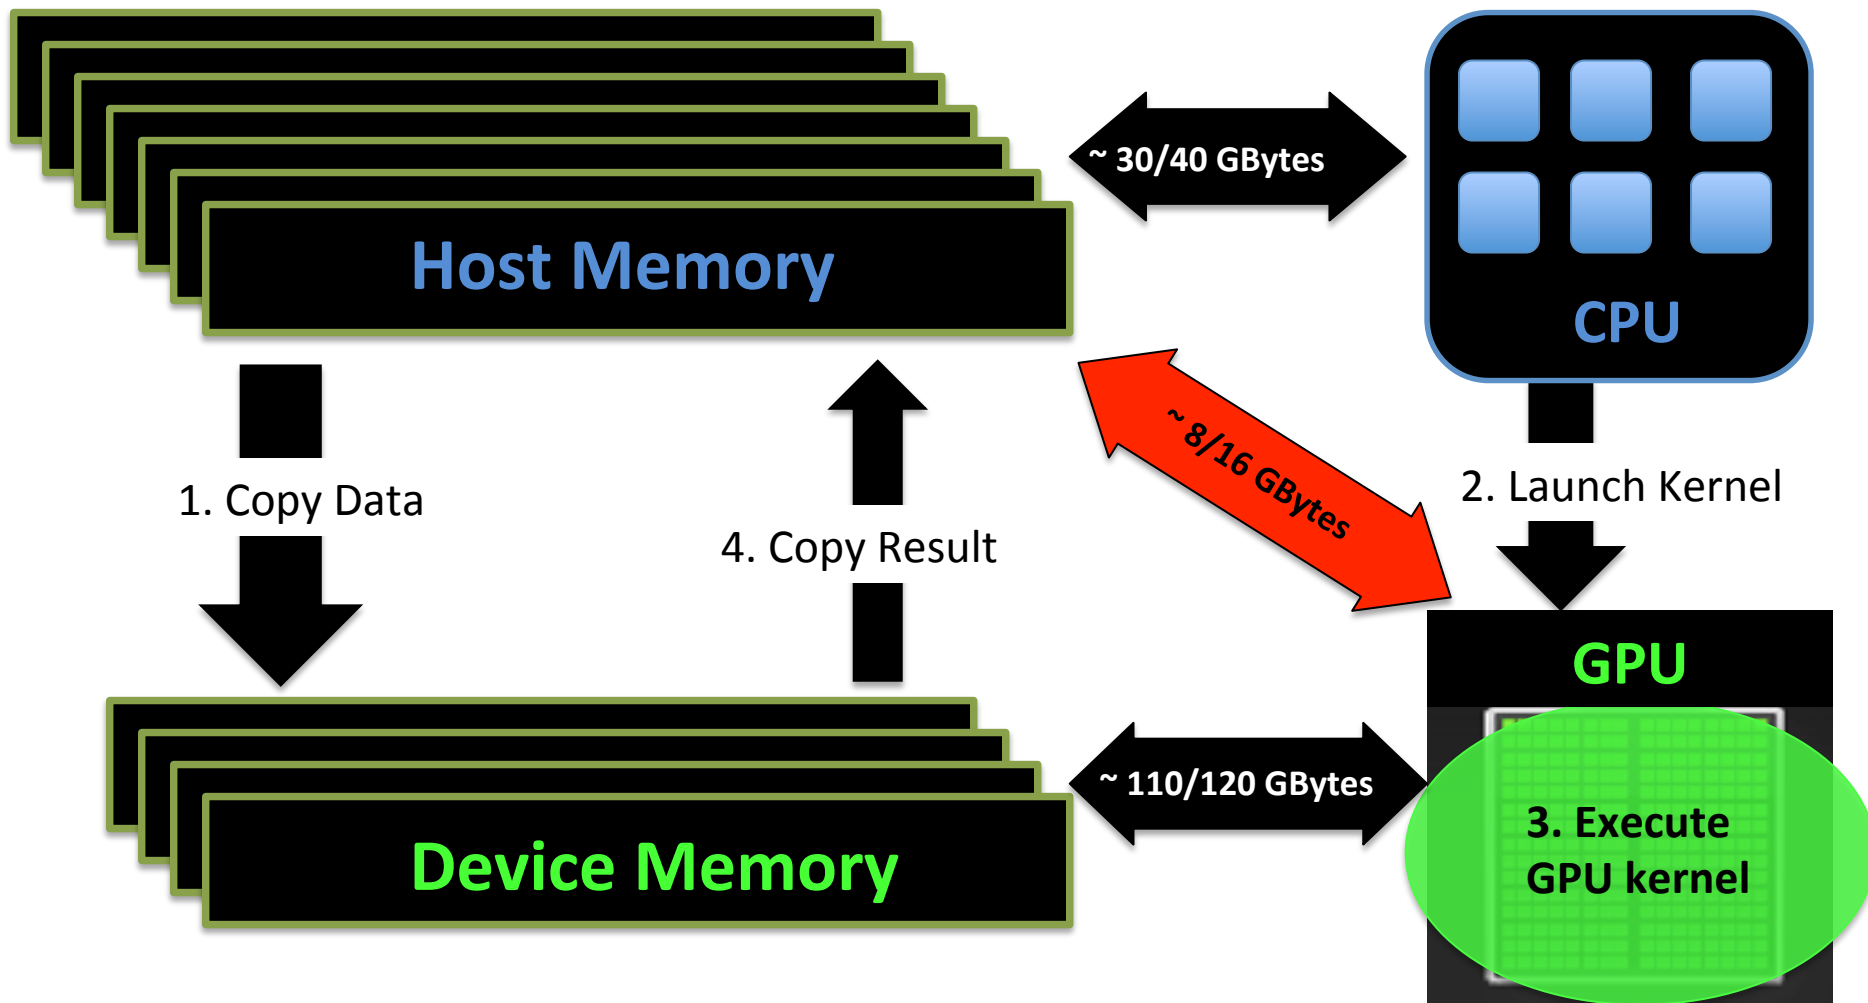 ~ 30/40 GBytes
Host Memory
CPU
~ 8/16 GBytes
1. Copy Data
2. Launch Kernel
4. Copy Result
GPU
~ 110/120 GBytes
3. Execute
GPU kernel
Device Memory